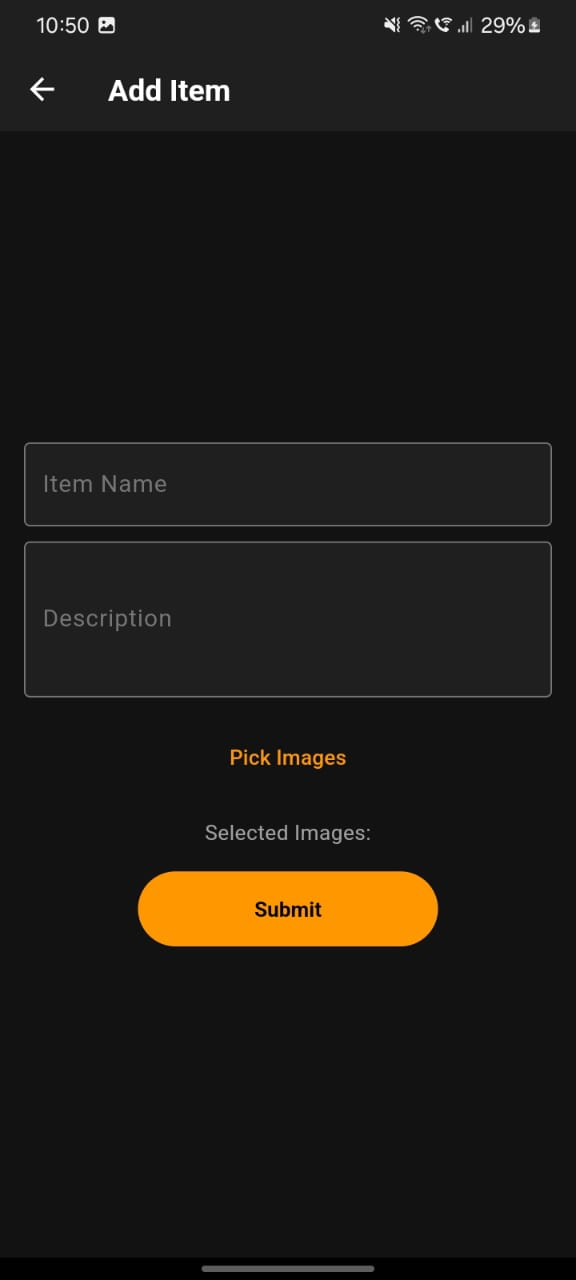 10:50 29%
Add Item
Item Name
Description
Pick Images
Selected Images:
Submit